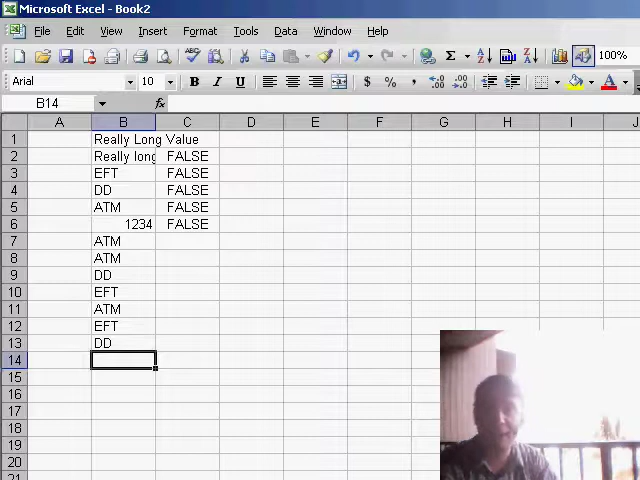 Microsoft Excel - Book2
File Edit View Insert Format Tools Data Window Help
100%
Arial 10 B I U $ % ,
B14 fx
A B C D E F G H I J
1 Really Long Value
2 Really long FALSE
3 EFT FALSE
4 DD FALSE
5 ATM FALSE
6 1234 FALSE
7 ATM
8 ATM
9 DD
10 EFT
11 ATM
12 EFT
13 DD
14
15
16
17
18
19
20
21